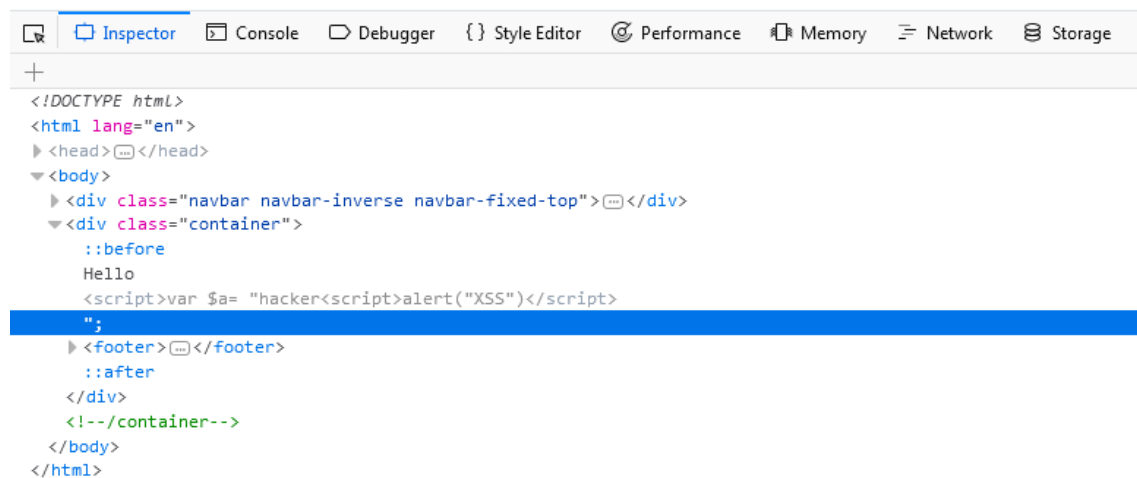 Inspector Console Debugger {} Style Editor Performance Memory Network Storage
+
<!DOCTYPE html>
<html lang="en">
<head>...</head>
<body>
<div class="navbar navbar-inverse navbar-fixed-top">...</div>
<div class="container">
::before
Hello
<script>var $a= "hacker<script>alert("XSS")</script>
";
<footer>...</footer>
::after
</div>
<!--/container-->
</body>
</html>